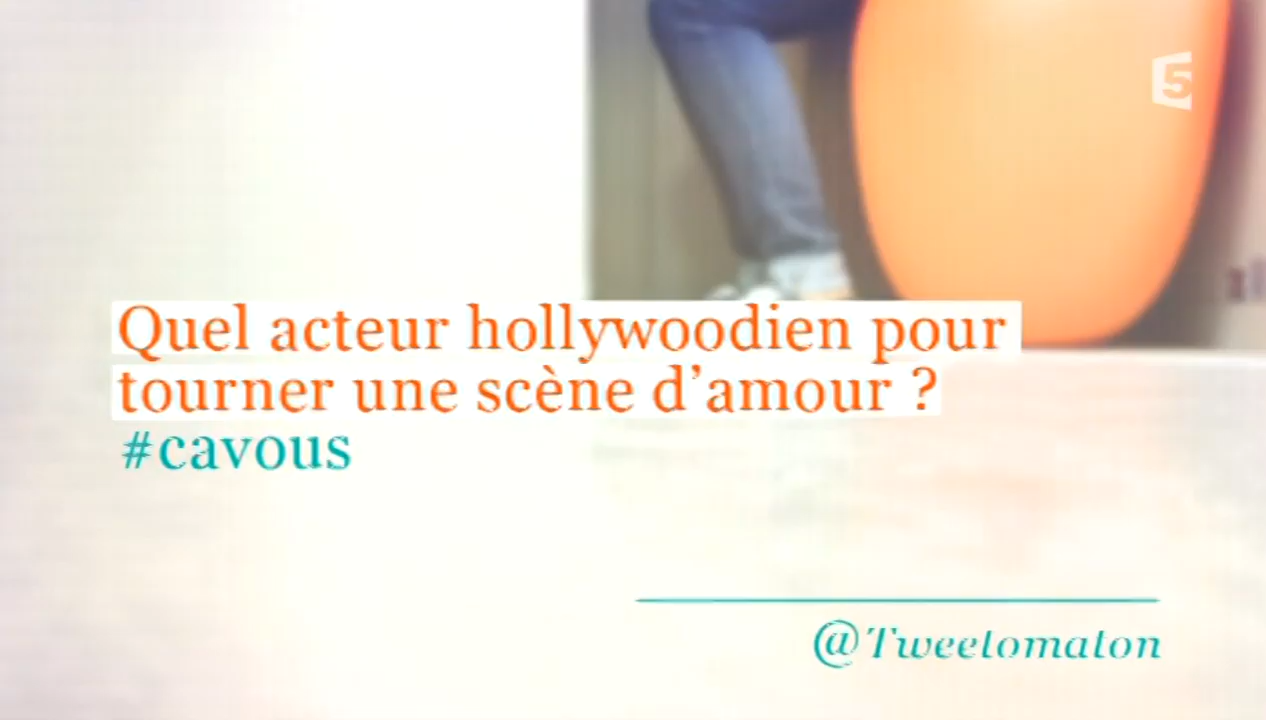 5
Quel acteur hollywoodien pour
tourner une scène d’amour ?
#cavous
@Tweetomaton